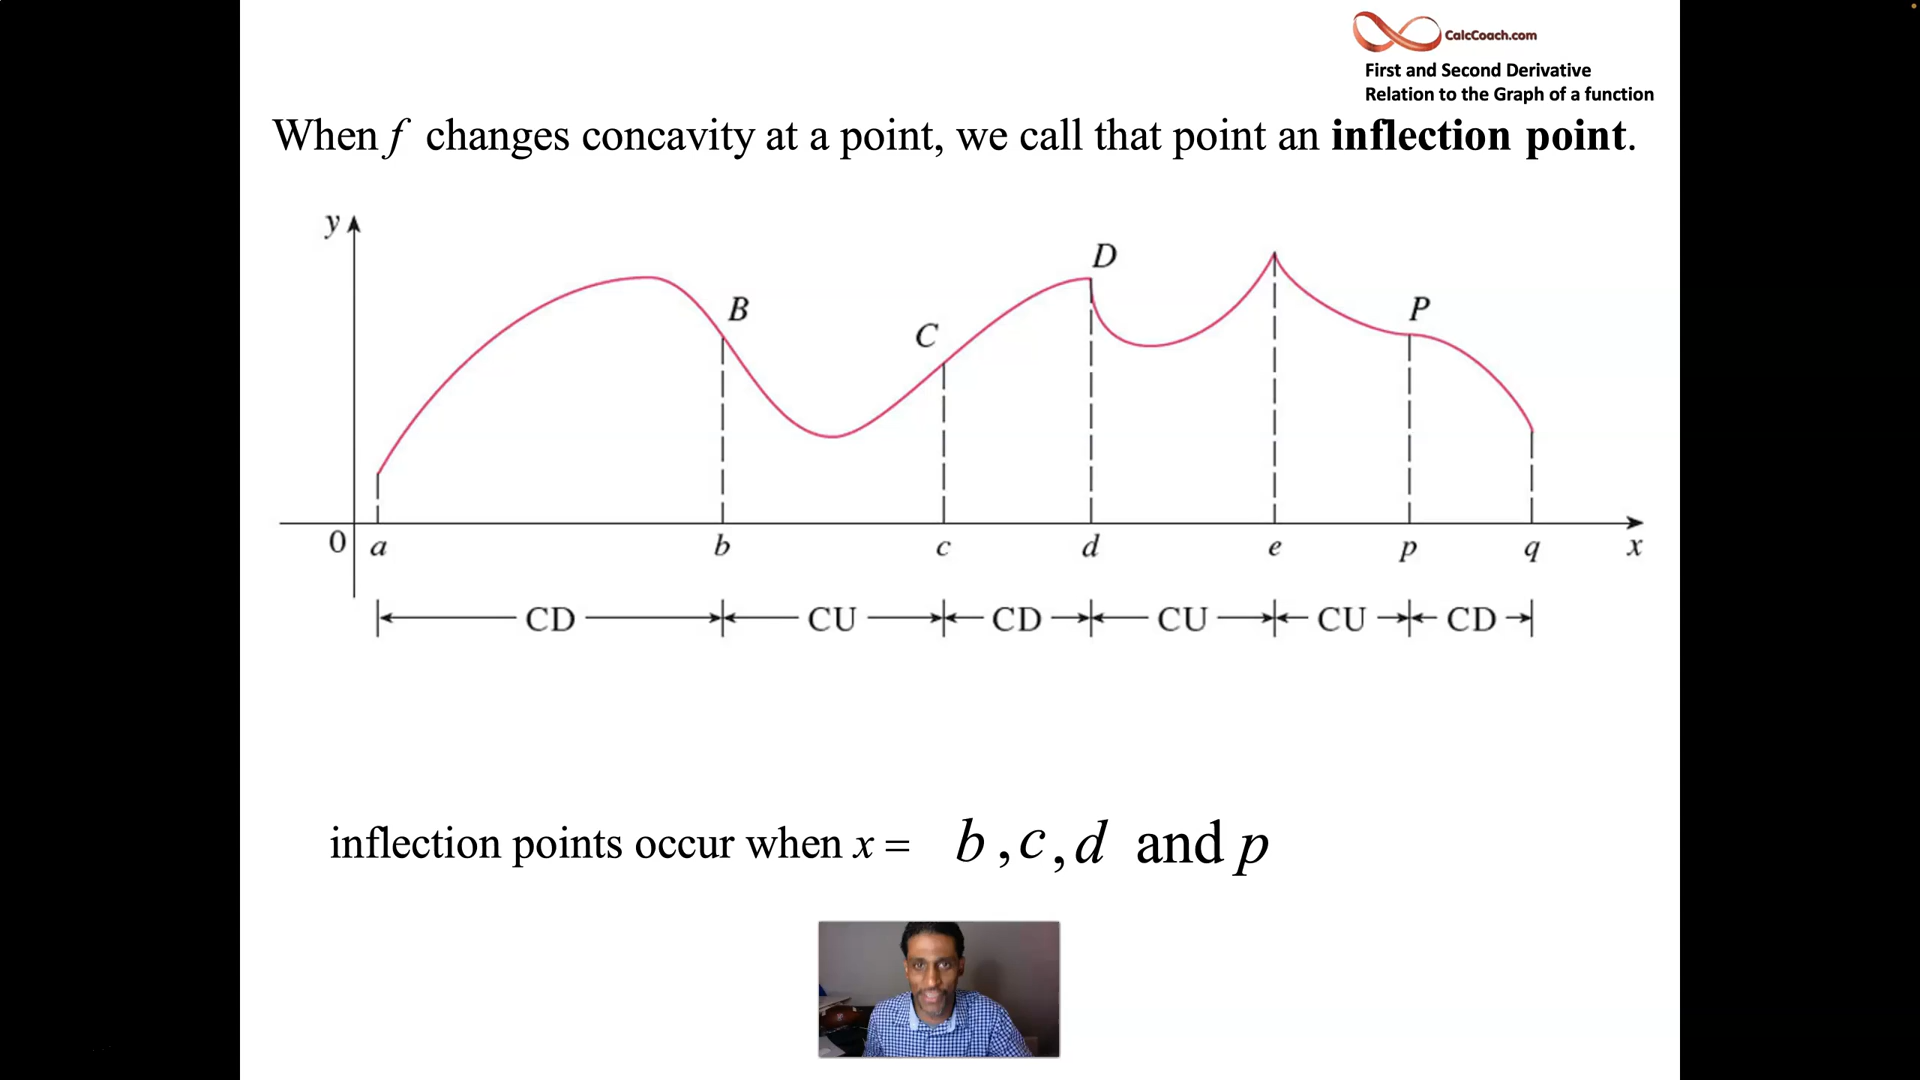 CalcCoach.com
First and Second Derivative
Relation to the Graph of a function
When f changes concavity at a point, we call that point an inflection point.
y
D
B
P
C
0 a b c d e p q x
CD CU CD CU CU CD
inflection points occur when x = b, c, d and p